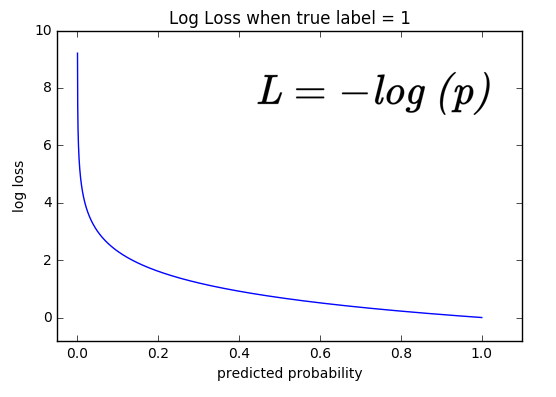 Log Loss when true label = 1
L = −log (p)
log loss
10
8
6
4
2
0
0.0 0.2 0.4 0.6 0.8 1.0
predicted probability